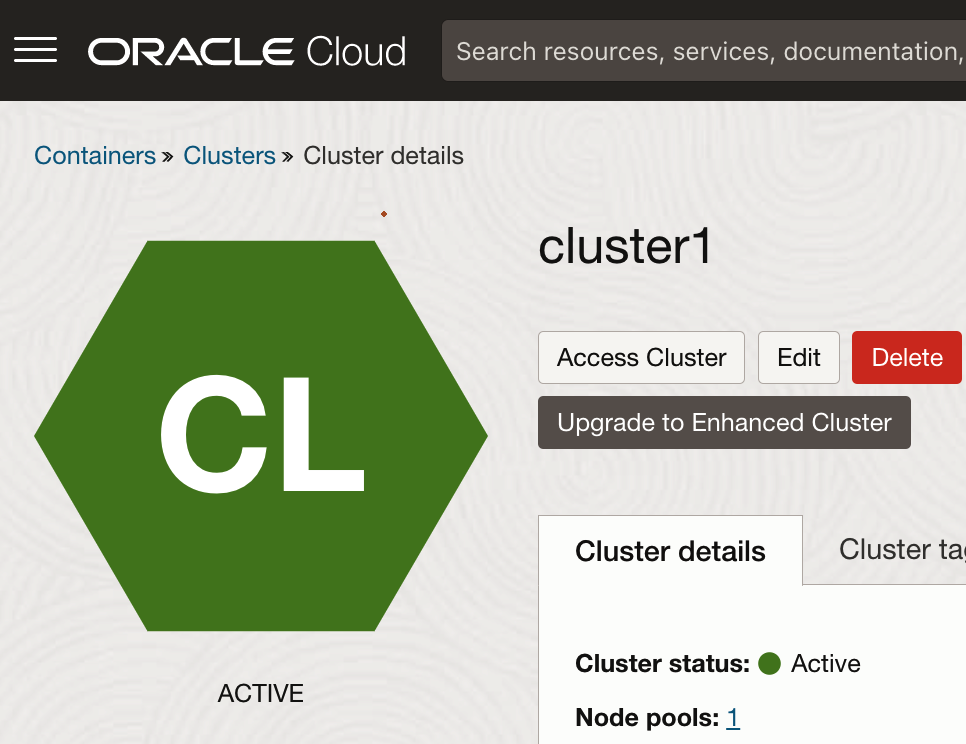 ORACLE Cloud
Search resources, services, documentation,
Containers » Clusters » Cluster details
CL
ACTIVE
cluster1
Access Cluster Edit Delete
Upgrade to Enhanced Cluster
Cluster details Cluster
Cluster status: Active
Node pools: 1